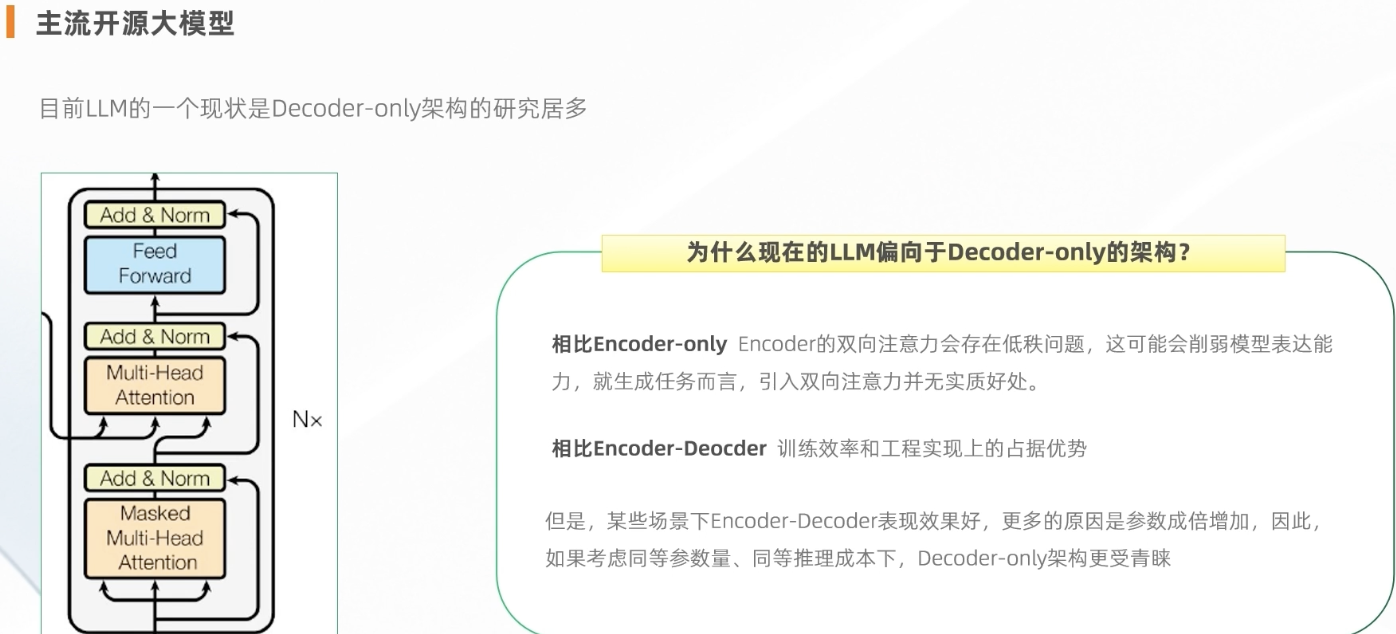 主流开源大模型
目前LLM的一个现状是Decoder-only架构的研究居多
Add & Norm
Feed
Forward
Add & Norm
Multi-Head
Attention
N×
Add & Norm
Masked
Multi-Head
Attention
为什么现在的LLM偏向于Decoder-only的架构？
相比Encoder-only Encoder的双向注意力会存在低秩问题，这可能会削弱模型表达能
力，就生成任务而言，引入双向注意力并无实质好处。
相比Encoder-Deocder 训练效率和工程实现上的占据优势
但是，某些场景下Encoder-Decoder表现效果好，更多的原因是参数成倍增加，因此，
如果考虑同等参数量、同等推理成本下，Decoder-only架构更受青睐